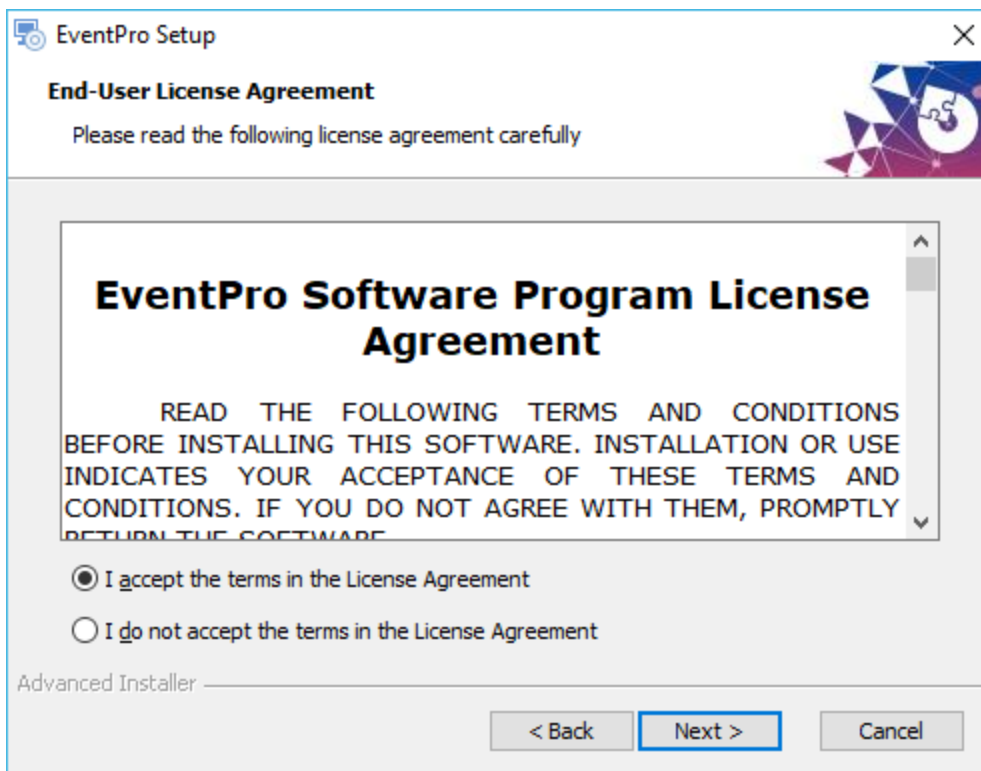 EventPro Setup
End-User License Agreement
Please read the following license agreement carefully
EventPro Software Program License
Agreement
READ THE FOLLOWING TERMS AND CONDITIONS
BEFORE INSTALLING THIS SOFTWARE. INSTALLATION OR USE
INDICATES YOUR ACCEPTANCE OF THESE TERMS AND
CONDITIONS. IF YOU DO NOT AGREE WITH THEM, PROMPTLY
RETURN THE SOFTWARE
I accept the terms in the License Agreement
I do not accept the terms in the License Agreement
Advanced Installer
< Back Next > Cancel